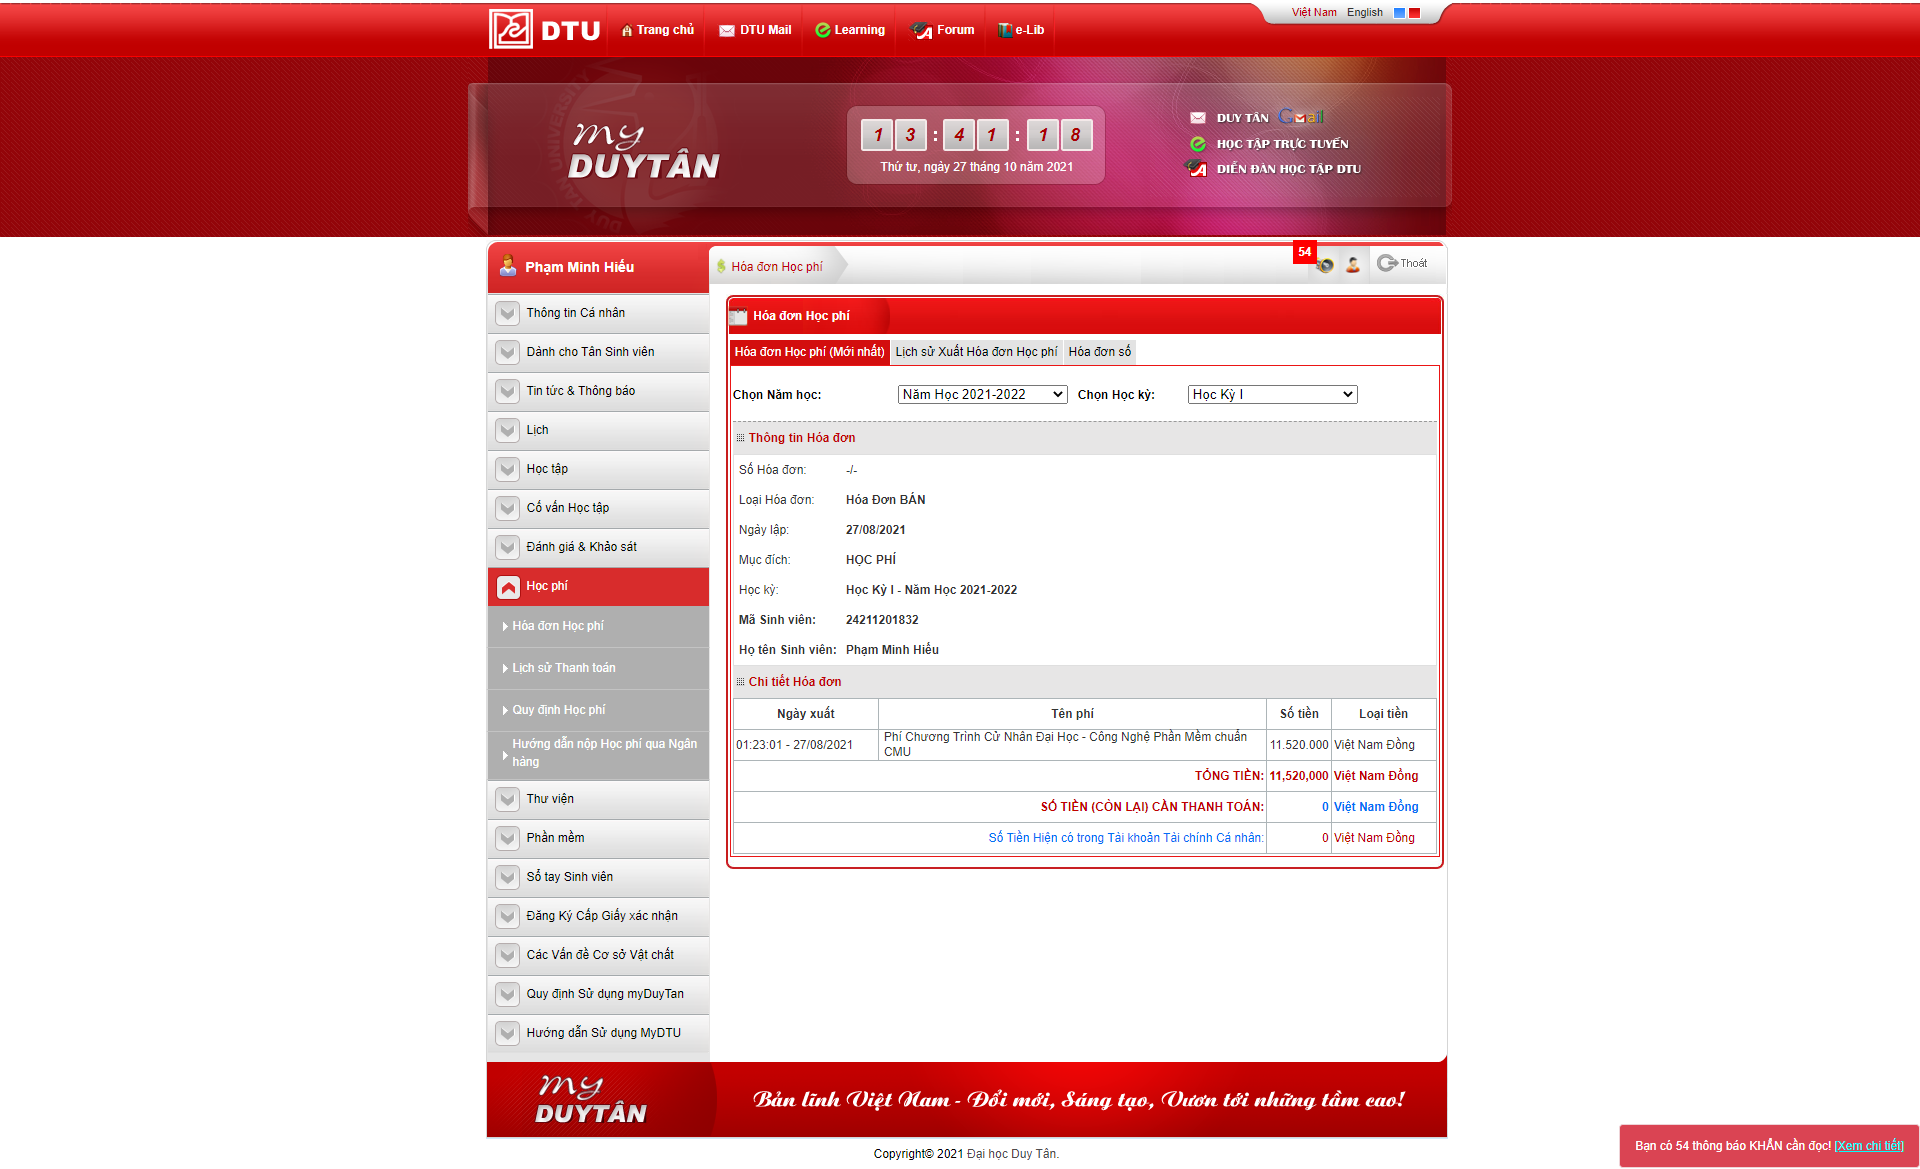 DTU
Trang chủ
DTU Mail
Learning
Forum
e-Lib
Việt Nam
English
my
DUYTÂN
13:41:18
Thứ tư, ngày 27 tháng 10 năm 2021
DUY TÂN Gmail
HỌC TẬP TRỰC TUYẾN
DIỄN ĐÀN HỌC TẬP DTU
Phạm Minh Hiếu
Hóa đơn Học phí
54
Thoát
Thông tin Cá nhân
Dành cho Tân Sinh viên
Tin tức & Thông báo
Lịch
Học tập
Cố vấn Học tập
Đánh giá & Khảo sát
Học phí
Hóa đơn Học phí
Lịch sử Thanh toán
Quy định Học phí
Hướng dẫn nộp Học phí qua Ngân
hàng
Thư viện
Phần mềm
Sổ tay Sinh viên
Đăng Ký Cấp Giấy xác nhận
Các Vấn đề Cơ sở Vật chất
Quy định Sử dụng myDuyTan
Hướng dẫn Sử dụng MyDTU
Hóa đơn Học phí
Hóa đơn Học phí (Mới nhất)
Lịch sử Xuất Hóa đơn Học phí
Hóa đơn số
Chọn Năm học: Năm Học 2021-2022 Chọn Học kỳ: Học Kỳ I
Thông tin Hóa đơn
Số Hóa đơn: -/-
Loại Hóa đơn: Hóa Đơn BÁN
Ngày lập: 27/08/2021
Mục đích: HỌC PHÍ
Học kỳ: Học Kỳ I - Năm Học 2021-2022
Mã Sinh viên: 24211201832
Họ tên Sinh viên: Phạm Minh Hiếu
Chi tiết Hóa đơn
Ngày xuất Tên phí Số tiền Loại tiền
01:23:01 - 27/08/2021 Phí Chương Trình Cử Nhân Đại Học - Công Nghệ Phần Mềm chuẩn
CMU 11.520.000 Việt Nam Đồng
TỔNG TIỀN: 11,520,000 Việt Nam Đồng
SỐ TIỀN (CÒN LẠI) CẦN THANH TOÁN: 0 Việt Nam Đồng
Số Tiền Hiện có trong Tài khoản Tài chính Cá nhân: 0 Việt Nam Đồng
my
DUYTÂN
Bản lĩnh Việt Nam - Đổi mới, Sáng tạo, Vươn tới những tầm cao!
Copyright© 2021 Đại học Duy Tân.
Bạn có 54 thông báo KHẨN cần đọc! [Xem chi tiết]